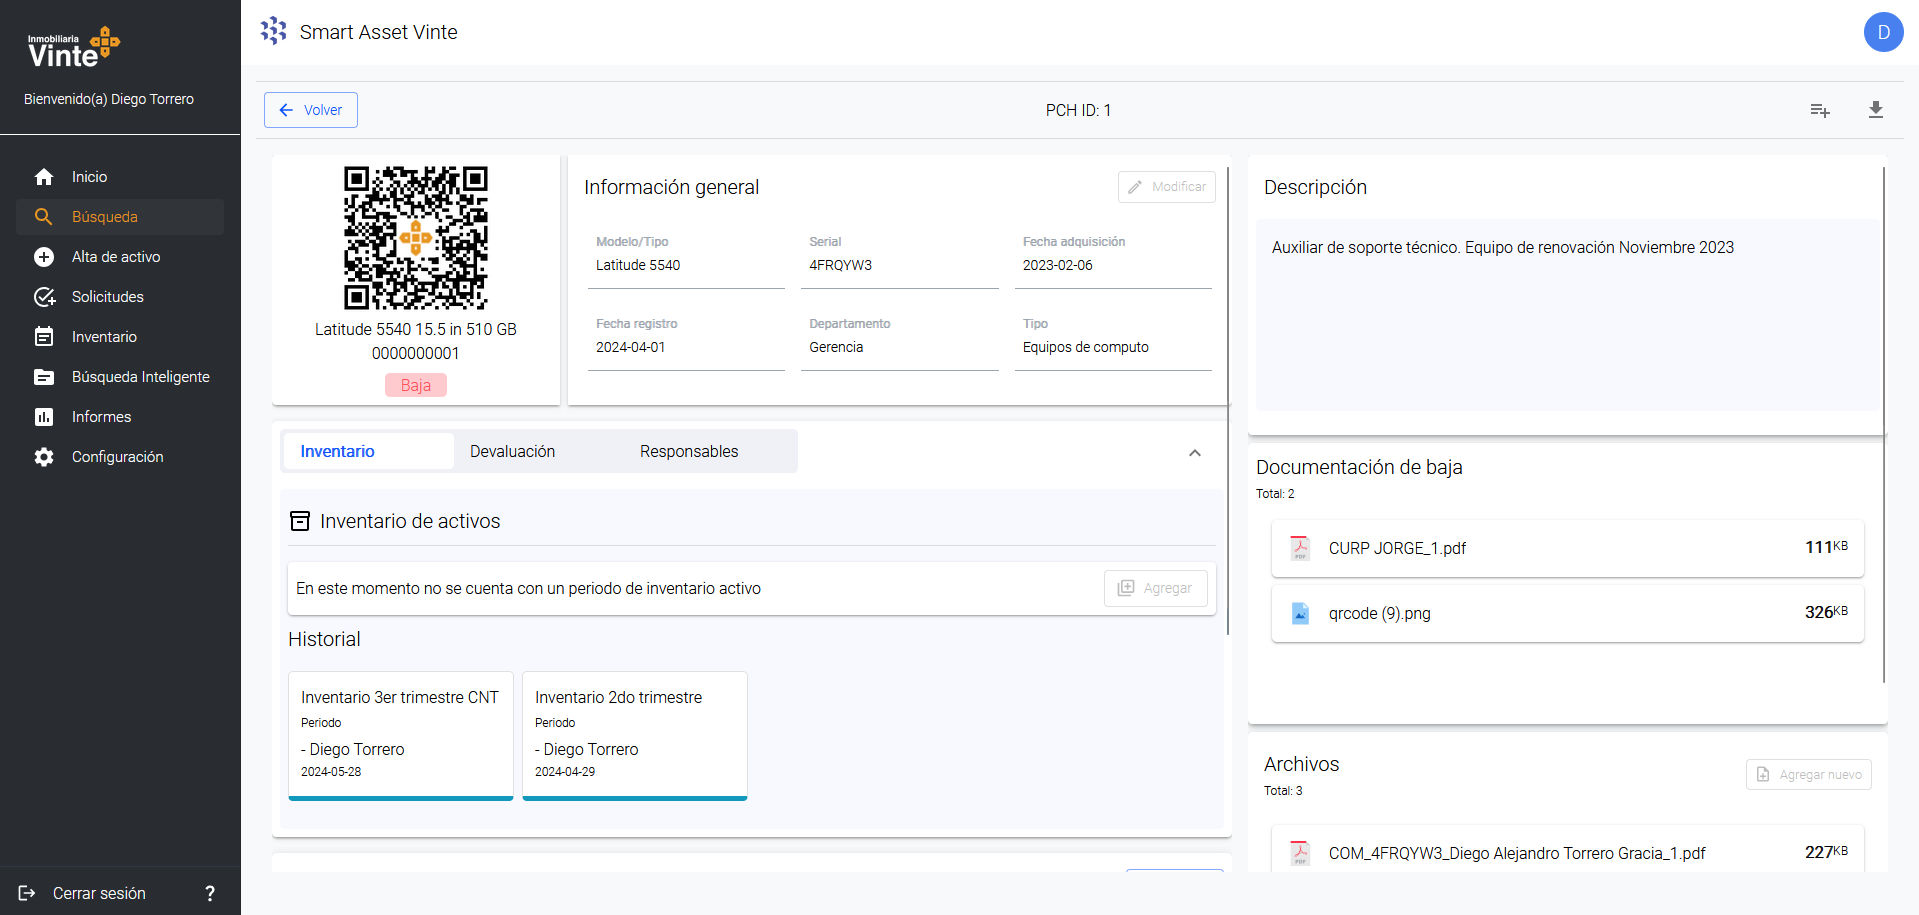 Inmobiliaria
Vinte
Bienvenido(a) Diego Torrero
Inicio
Búsqueda
Alta de activo
Solicitudes
Inventario
Búsqueda Inteligente
Informes
Configuración
Cerrar sesión
?
Smart Asset Vinte
D
Volver
PCH ID: 1
Latitude 5540 15.5 in 510 GB
0000000001
Baja
Información general
Modificar
Modelo/Tipo
Latitude 5540
Serial
4FRQYW3
Fecha adquisición
2023-02-06
Fecha registro
2024-04-01
Departamento
Gerencia
Tipo
Equipos de computo
Inventario
Devaluación
Responsables
Inventario de activos
En este momento no se cuenta con un periodo de inventario activo
Agregar
Historial
Inventario 3er trimestre CNT
Periodo
- Diego Torrero
2024-05-28
Inventario 2do trimestre
Periodo
- Diego Torrero
2024-04-29
Descripción
Auxiliar de soporte técnico. Equipo de renovación Noviembre 2023
Documentación de baja
Total: 2
PDF
CURP JORGE_1.pdf
111KB
qrcode (9).png
326KB
Archivos
Total: 3
Agregar nuevo
PDF
COM_4FRQYW3_Diego Alejandro Torrero Gracia_1.pdf
227KB